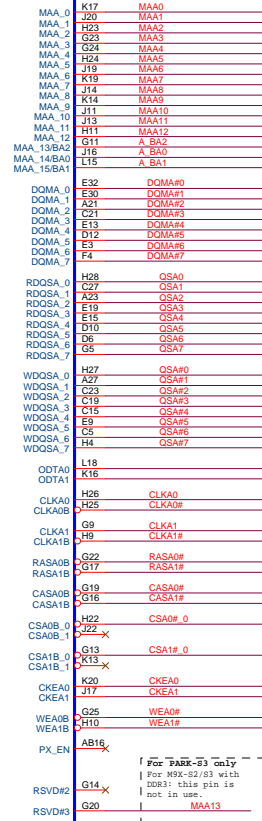 MAA_0 K17 MAA0
MAA_1 J20 MAA1
MAA_2 H23 MAA2
MAA_3 G23 MAA3
MAA_4 G24 MAA4
MAA_5 H24 MAA5
MAA_6 J19 MAA6
MAA_7 K19 MAA7
MAA_8 J14 MAA8
MAA_9 K14 MAA9
MAA_10 J11 MAA10
MAA_11 J13 MAA11
MAA_12 H11 MAA12
MAA_13/BA2 G11 A_BA2
MAA_14/BA0 J16 A_BA0
MAA_15/BA1 L15 A_BA1
DQMA_0 E32 DQMA#0
DQMA_1 E30 DQMA#1
DQMA_2 A21 DQMA#2
DQMA_3 C21 DQMA#3
DQMA_4 E13 DQMA#4
DQMA_5 D12 DQMA#5
DQMA_6 E3 DQMA#6
DQMA_7 F4 DQMA#7
RDQSA_0 H28 QSA0
RDQSA_1 C27 QSA1
RDQSA_2 A23 QSA2
RDQSA_3 E19 QSA3
RDQSA_4 E15 QSA4
RDQSA_5 D10 QSA5
RDQSA_6 D6 QSA6
RDQSA_7 G5 QSA7
WDQSA_0 H27 QSA#0
WDQSA_1 A27 QSA#1
WDQSA_2 C23 QSA#2
WDQSA_3 C19 QSA#3
WDQSA_4 C15 QSA#4
WDQSA_5 E9 QSA#5
WDQSA_6 C5 QSA#6
WDQSA_7 H4 QSA#7
ODTA0 L18
ODTA1 K16
CLKA0 H26 CLKA0
CLKA0B H25 CLKA0#
CLKA1 G9 CLKA1
CLKA1B H9 CLKA1#
RASA0B G22 RASA0#
RASA1B G17 RASA1#
CASA0B G19 CASA0#
CASA1B G16 CASA1#
CSA0B_0 H22 CSA0#_0
CSA0B_1 J22
CSA1B_0 G13 CSA1#_0
CSA1B_1 K13
CKEA0 K20 CKEA0
CKEA1 J17 CKEA1
WEA0B G25 WEA0#
WEA1B H10 WEA1#
PX_EN AB16
For PARK-S3 only
For M9X-S2/S3 with
DDR3: this pin is
not in use.
RSVD#2 G14
RSVD#3 G20 MAA13